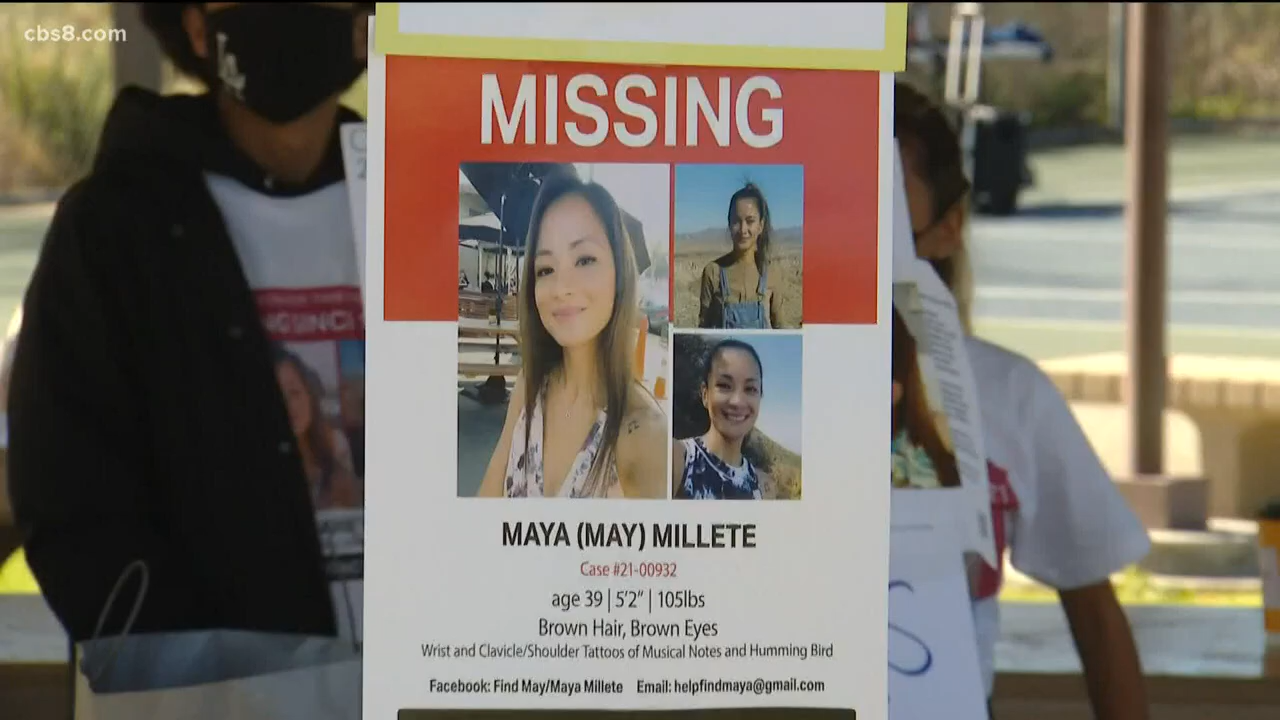 cbs8.com
MISSING
MAYA (MAY) MILLETE
Case #21-00932
age 39 | 5'2" | 105lbs
Brown Hair, Brown Eyes
Wrist and Clavicle/Shoulder Tattoos of Musical Notes and Humming Bird
Facebook: Find May/Maya Millete Email: helpfindmaya@gmail.com